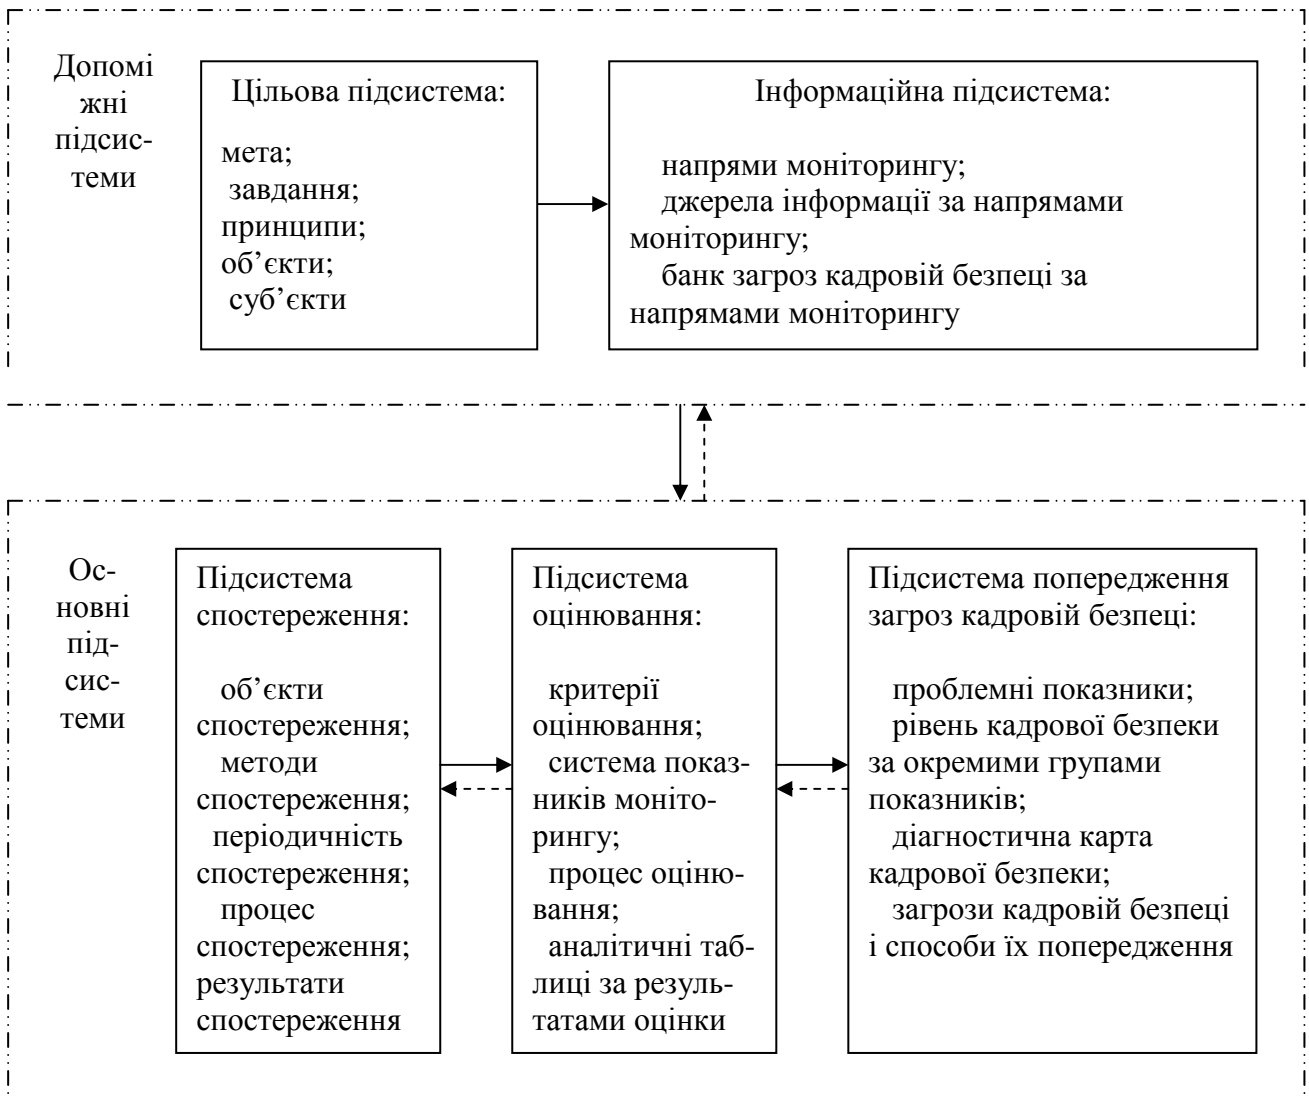 Допомі
жні
підсис-
теми
Цільова підсистема:
мета;
завдання;
принципи;
об’єкти;
суб’єкти
Інформаційна підсистема:
напрями моніторингу;
джерела інформації за напрямами
моніторингу;
банк загроз кадровій безпеці за
напрямами моніторингу
Ос-
новні
під-
сис-
теми
Підсистема
спостереження:
об’єкти
спостереження;
методи
спостереження;
періодичність
спостереження;
процес
спостереження;
результати
спостереження
Підсистема
оцінювання:
критерії
оцінювання;
система показ-
ників моніто-
рингу;
процес оціню-
вання;
аналітичні таб-
лиці за резуль-
татами оцінки
Підсистема попередження
загроз кадровій безпеці:
проблемні показники;
рівень кадрової безпеки
за окремими групами
показників;
діагностична карта
кадрової безпеки;
загрози кадровій безпеці
і способи їх попередження